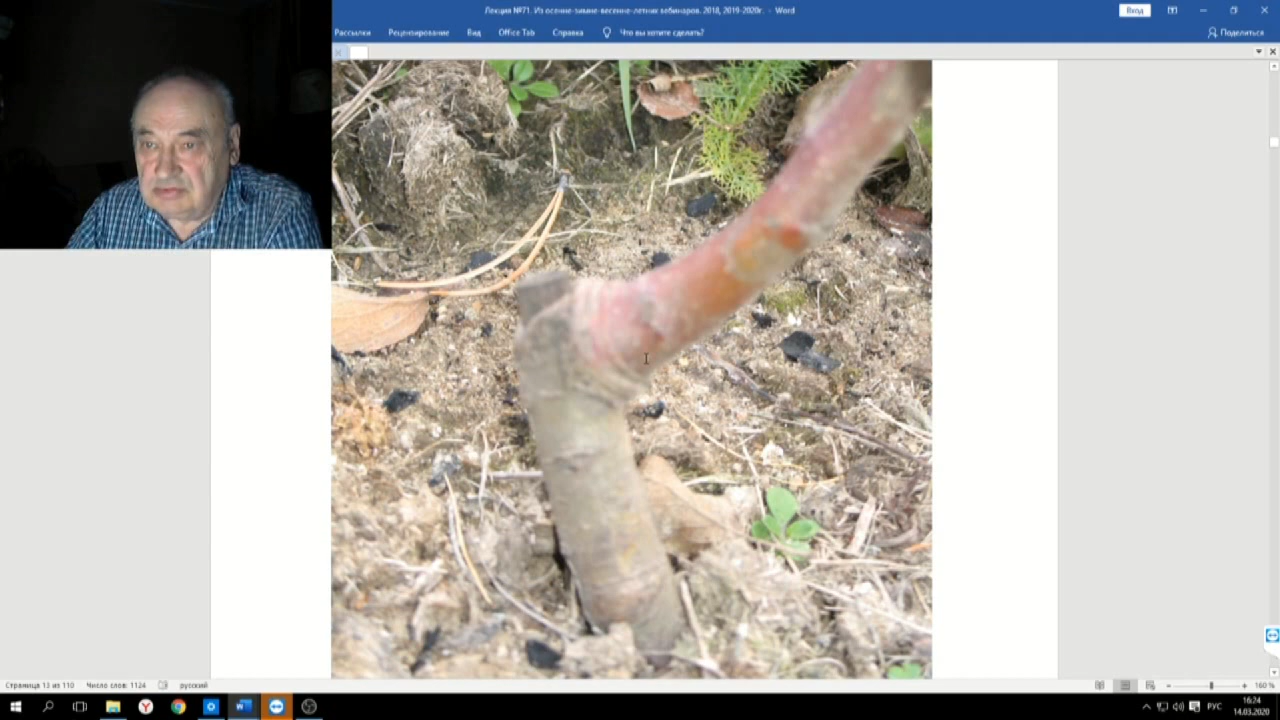 Лекция №71. Из осенне-зимне-весенне-летних вебинаров. 2018, 2019-2020г. - Word
Вход
Рассылки Рецензирование Вид Office Tab Справка Что вы хотите сделать? Поделиться
Страница 13 из 110 Число слов: 1124 русский 160 %
РУС 16:24
14.03.2020